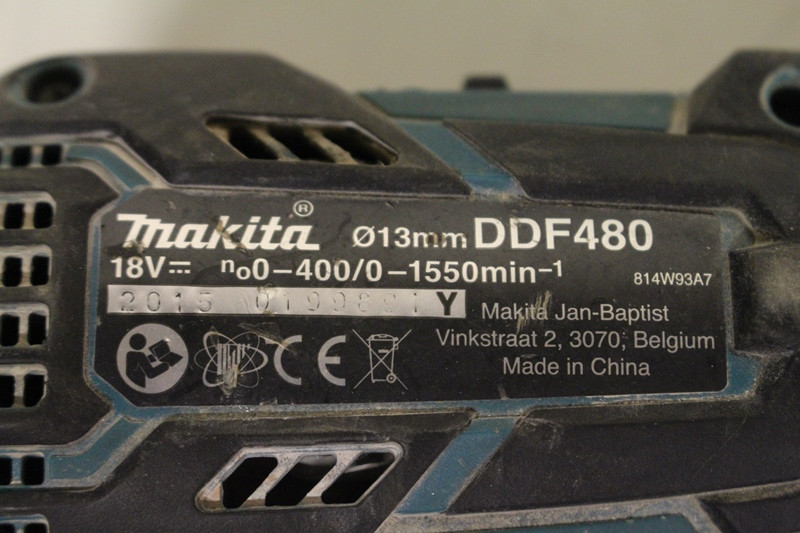 makita®
Ø13mm DDF480
18V⎓ n₀0-400/0-1550min⁻¹
814W93A7
2015 Y
Makita Jan-Baptist
Vinkstraat 2, 3070, Belgium
Made in China
CE